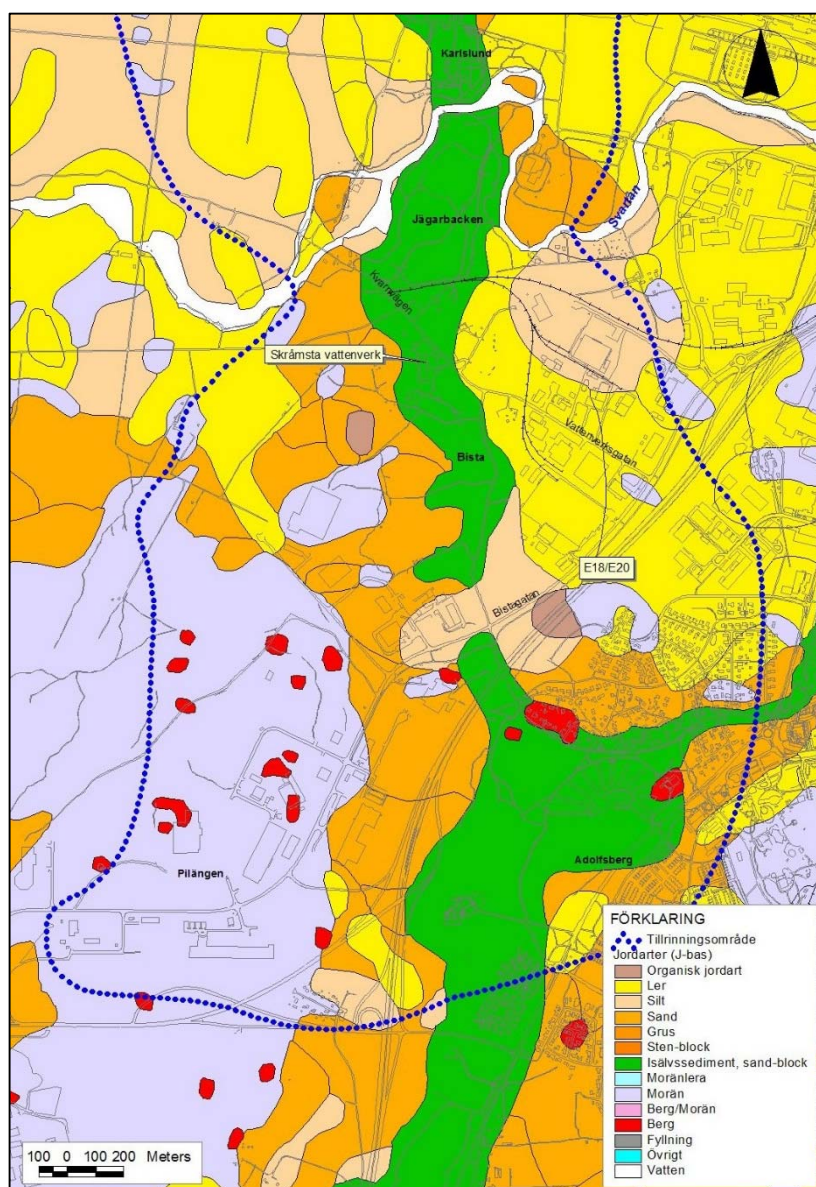 Karlslund
Svartån
Jägarbacken
Kvarnvägen
Skråmsta vattenverk
Vattenverksgatan
Bista
E18/E20
Bistagatan
Adolfsberg
Pilängen
FÖRKLARING
Tillrinningsområde
Jordarter (J-bas)
Organisk jordart
Ler
Silt
Sand
Grus
Sten-block
Isälvssediment, sand-block
Moränlera
Morän
Berg/Morän
Berg
Fyllning
Övrigt
Vatten
100 0 100 200 Meters